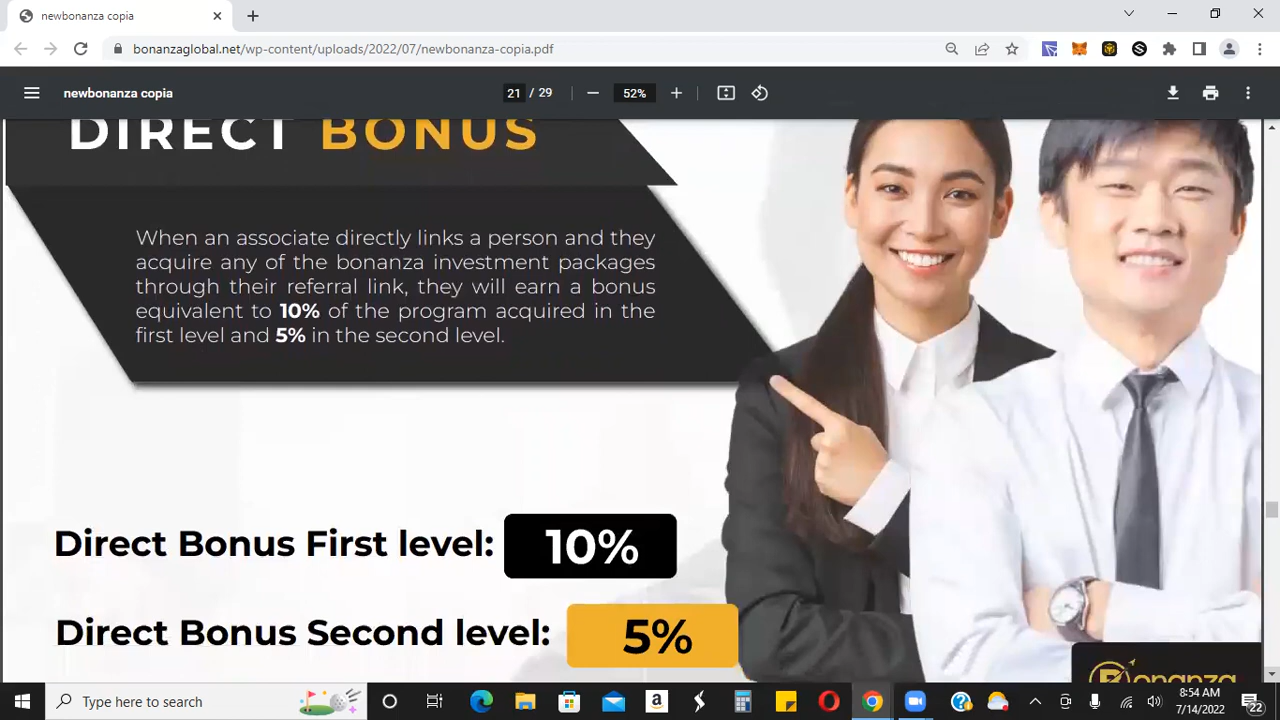 newbonanza copia
bonanzaglobal.net/wp-content/uploads/2022/07/newbonanza-copia.pdf
newbonanza copia
21 / 29
52%
DIRECT BONUS
When an associate directly links a person and they
acquire any of the bonanza investment packages
through their referral link, they will earn a bonus
equivalent to 10% of the program acquired in the
first level and 5% in the second level.
Direct Bonus First level: 10%
Direct Bonus Second level: 5%
Bonanza
Type here to search
8:54 AM
7/14/2022
22